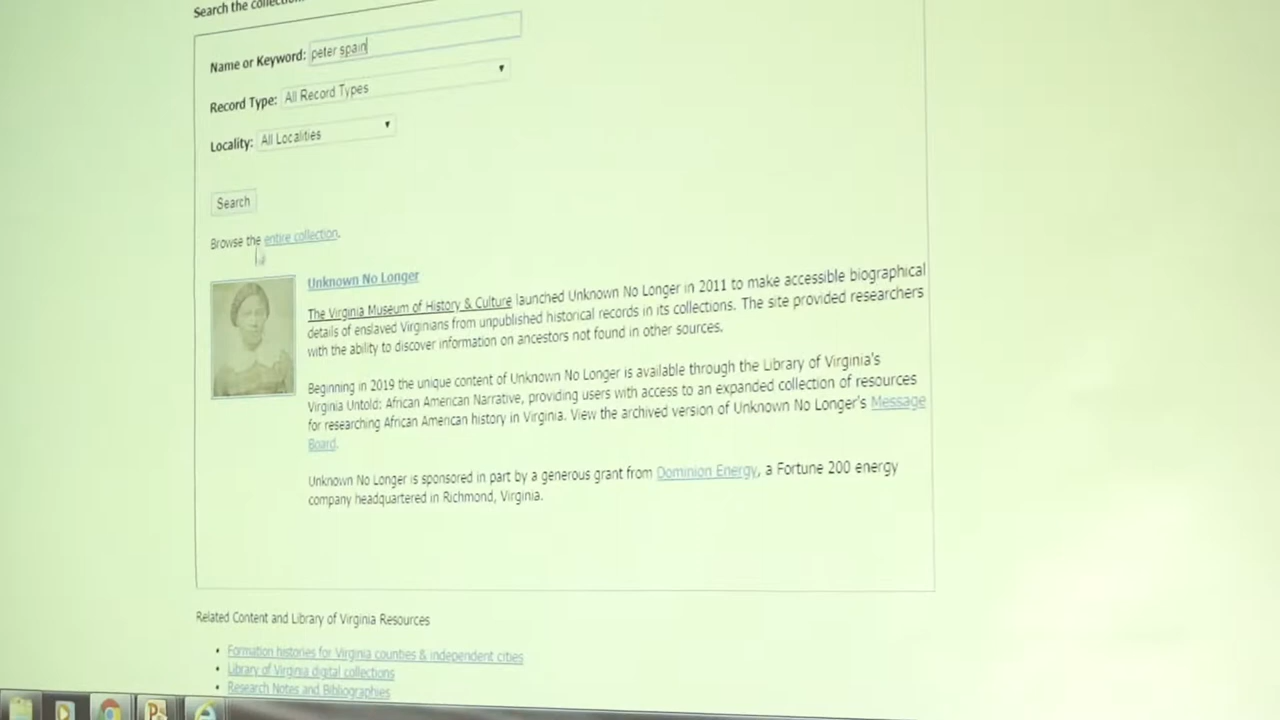 Search the collection
Name or Keyword: peter spain
Record Type: All Record Types
Locality: All Localities
Search
Browse the entire collection.
Unknown No Longer
The Virginia Museum of History & Culture launched Unknown No Longer in 2011 to make accessible biographical
details of enslaved Virginians from unpublished historical records in its collections. The site provided researchers
with the ability to discover information on ancestors not found in other sources.
Beginning in 2019 the unique content of Unknown No Longer is available through the Library of Virginia's
Virginia Untold: African American Narrative, providing users with access to an expanded collection of resources
for researching African American history in Virginia. View the archived version of Unknown No Longer's Message
Board.
Unknown No Longer is sponsored in part by a generous grant from Dominion Energy, a Fortune 200 energy
company headquartered in Richmond, Virginia.
Related Content and Library of Virginia Resources
• Formation histories for Virginia counties & independent cities
• Library of Virginia digital collections
• Research Notes and Bibliographies